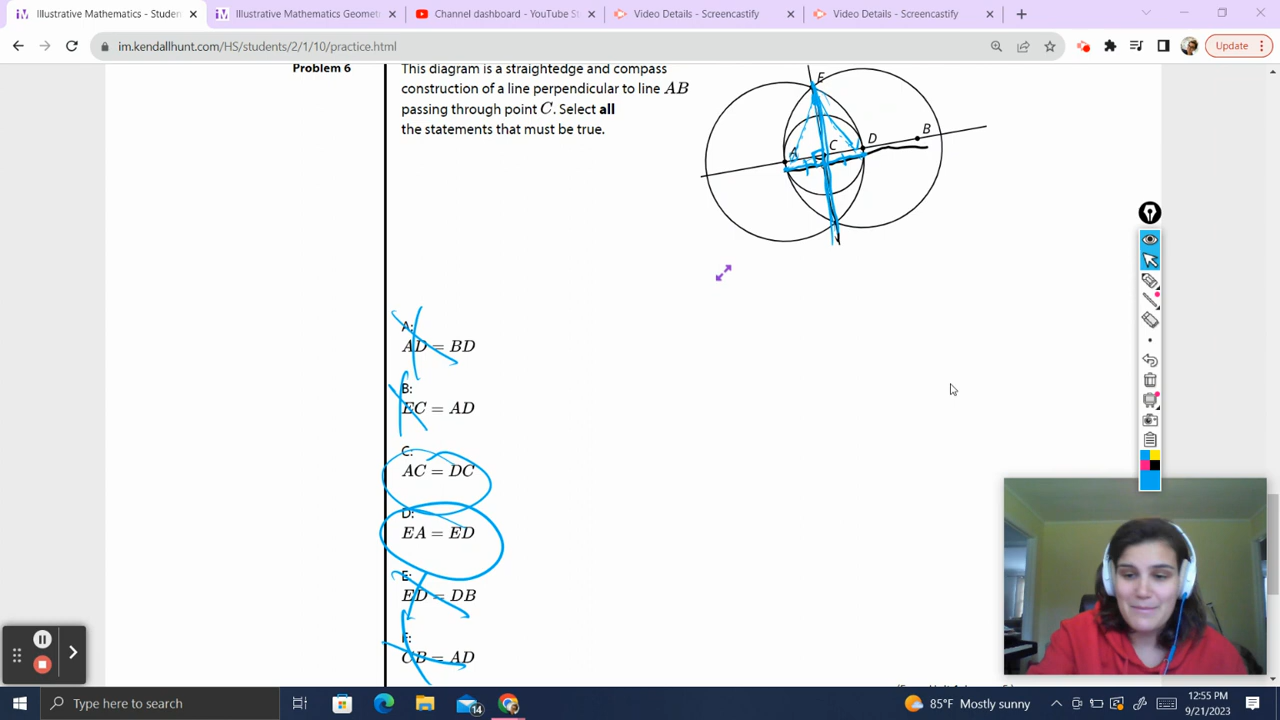 Illustrative Mathematics - Studen
Illustrative Mathematics Geomet
Channel dashboard - YouTube St
Video Details - Screencastify
Video Details - Screencastify
im.kendallhunt.com/HS/students/2/1/10/practice.html
Update
Problem 6
This diagram is a straightedge and compass
construction of a line perpendicular to line AB
passing through point C. Select all
the statements that must be true.
E
A
C
D
B
A:
AD = BD
B:
EC = AD
C:
AC = DC
D:
EA = ED
E:
ED = DB
F:
CB = AD
Type here to search
14
85°F Mostly sunny
12:55 PM
9/21/2023